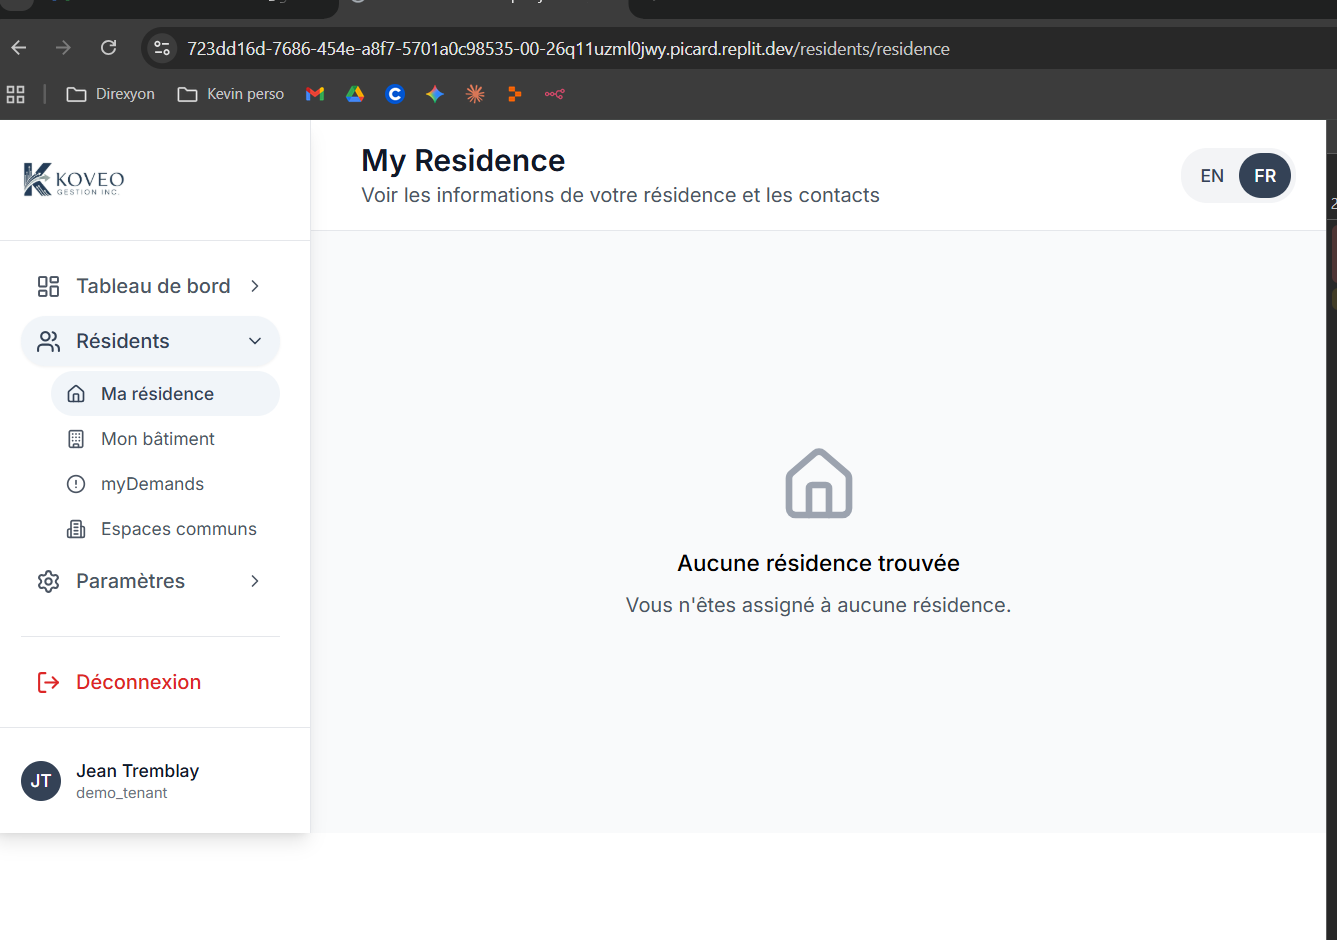 723dd16d-7686-454e-a8f7-5701a0c98535-00-26q11uzml0jwy.picard.replit.dev/residents/residence
Direxyon
Kevin perso
KOVEO
GESTION INC.
My Residence
Voir les informations de votre résidence et les contacts
EN
FR
Tableau de bord
Résidents
Ma résidence
Mon bâtiment
myDemands
Espaces communs
Paramètres
Déconnexion
JT
Jean Tremblay
demo_tenant
Aucune résidence trouvée
Vous n'êtes assigné à aucune résidence.